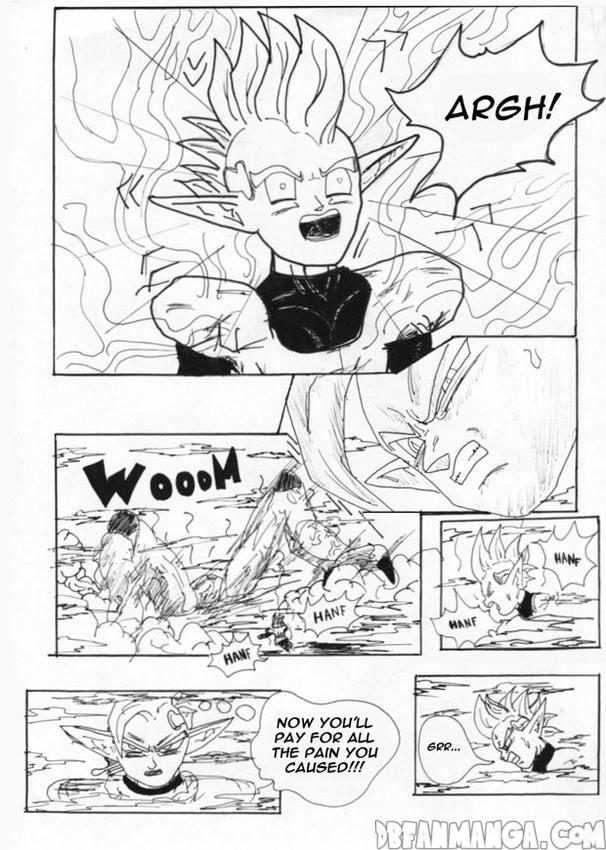 ARGH!
WOOOM
HANF
HANF
HANF
HANF
NOW YOU'LL
PAY FOR ALL
THE PAIN YOU
CAUSED!!!
GRR...
DBFANMANGA.COM